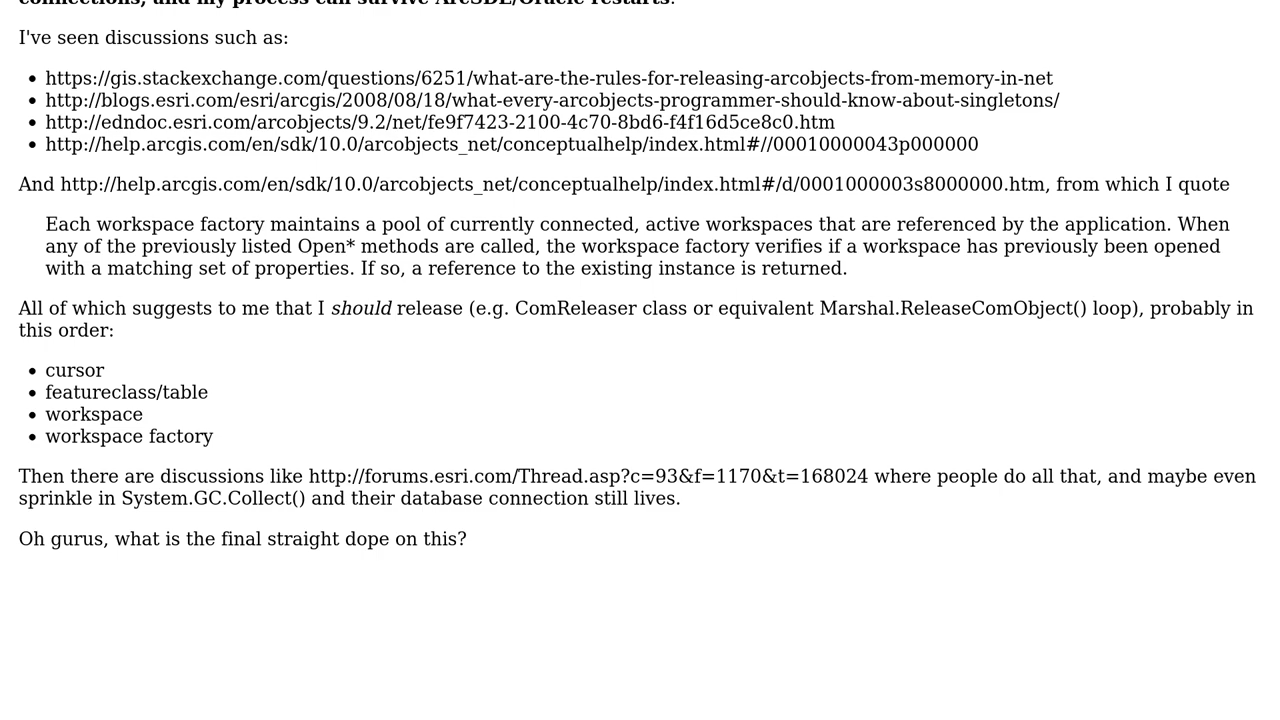 connections, and my process can survive ArcSDE/Oracle restarts.
I've seen discussions such as:
• https://gis.stackexchange.com/questions/6251/what-are-the-rules-for-releasing-arcobjects-from-memory-in-net
• http://blogs.esri.com/esri/arcgis/2008/08/18/what-every-arcobjects-programmer-should-know-about-singletons/
• http://edndoc.esri.com/arcobjects/9.2/net/fe9f7423-2100-4c70-8bd6-f4f16d5ce8c0.htm
• http://help.arcgis.com/en/sdk/10.0/arcobjects_net/conceptualhelp/index.html#//00010000043p000000
And http://help.arcgis.com/en/sdk/10.0/arcobjects_net/conceptualhelp/index.html#/d/0001000003s8000000.htm, from which I quote
Each workspace factory maintains a pool of currently connected, active workspaces that are referenced by the application. When
any of the previously listed Open* methods are called, the workspace factory verifies if a workspace has previously been opened
with a matching set of properties. If so, a reference to the existing instance is returned.
All of which suggests to me that I should release (e.g. ComReleaser class or equivalent Marshal.ReleaseComObject() loop), probably in
this order:
• cursor
• featureclass/table
• workspace
• workspace factory
Then there are discussions like http://forums.esri.com/Thread.asp?c=93&f=1170&t=168024 where people do all that, and maybe even
sprinkle in System.GC.Collect() and their database connection still lives.
Oh gurus, what is the final straight dope on this?